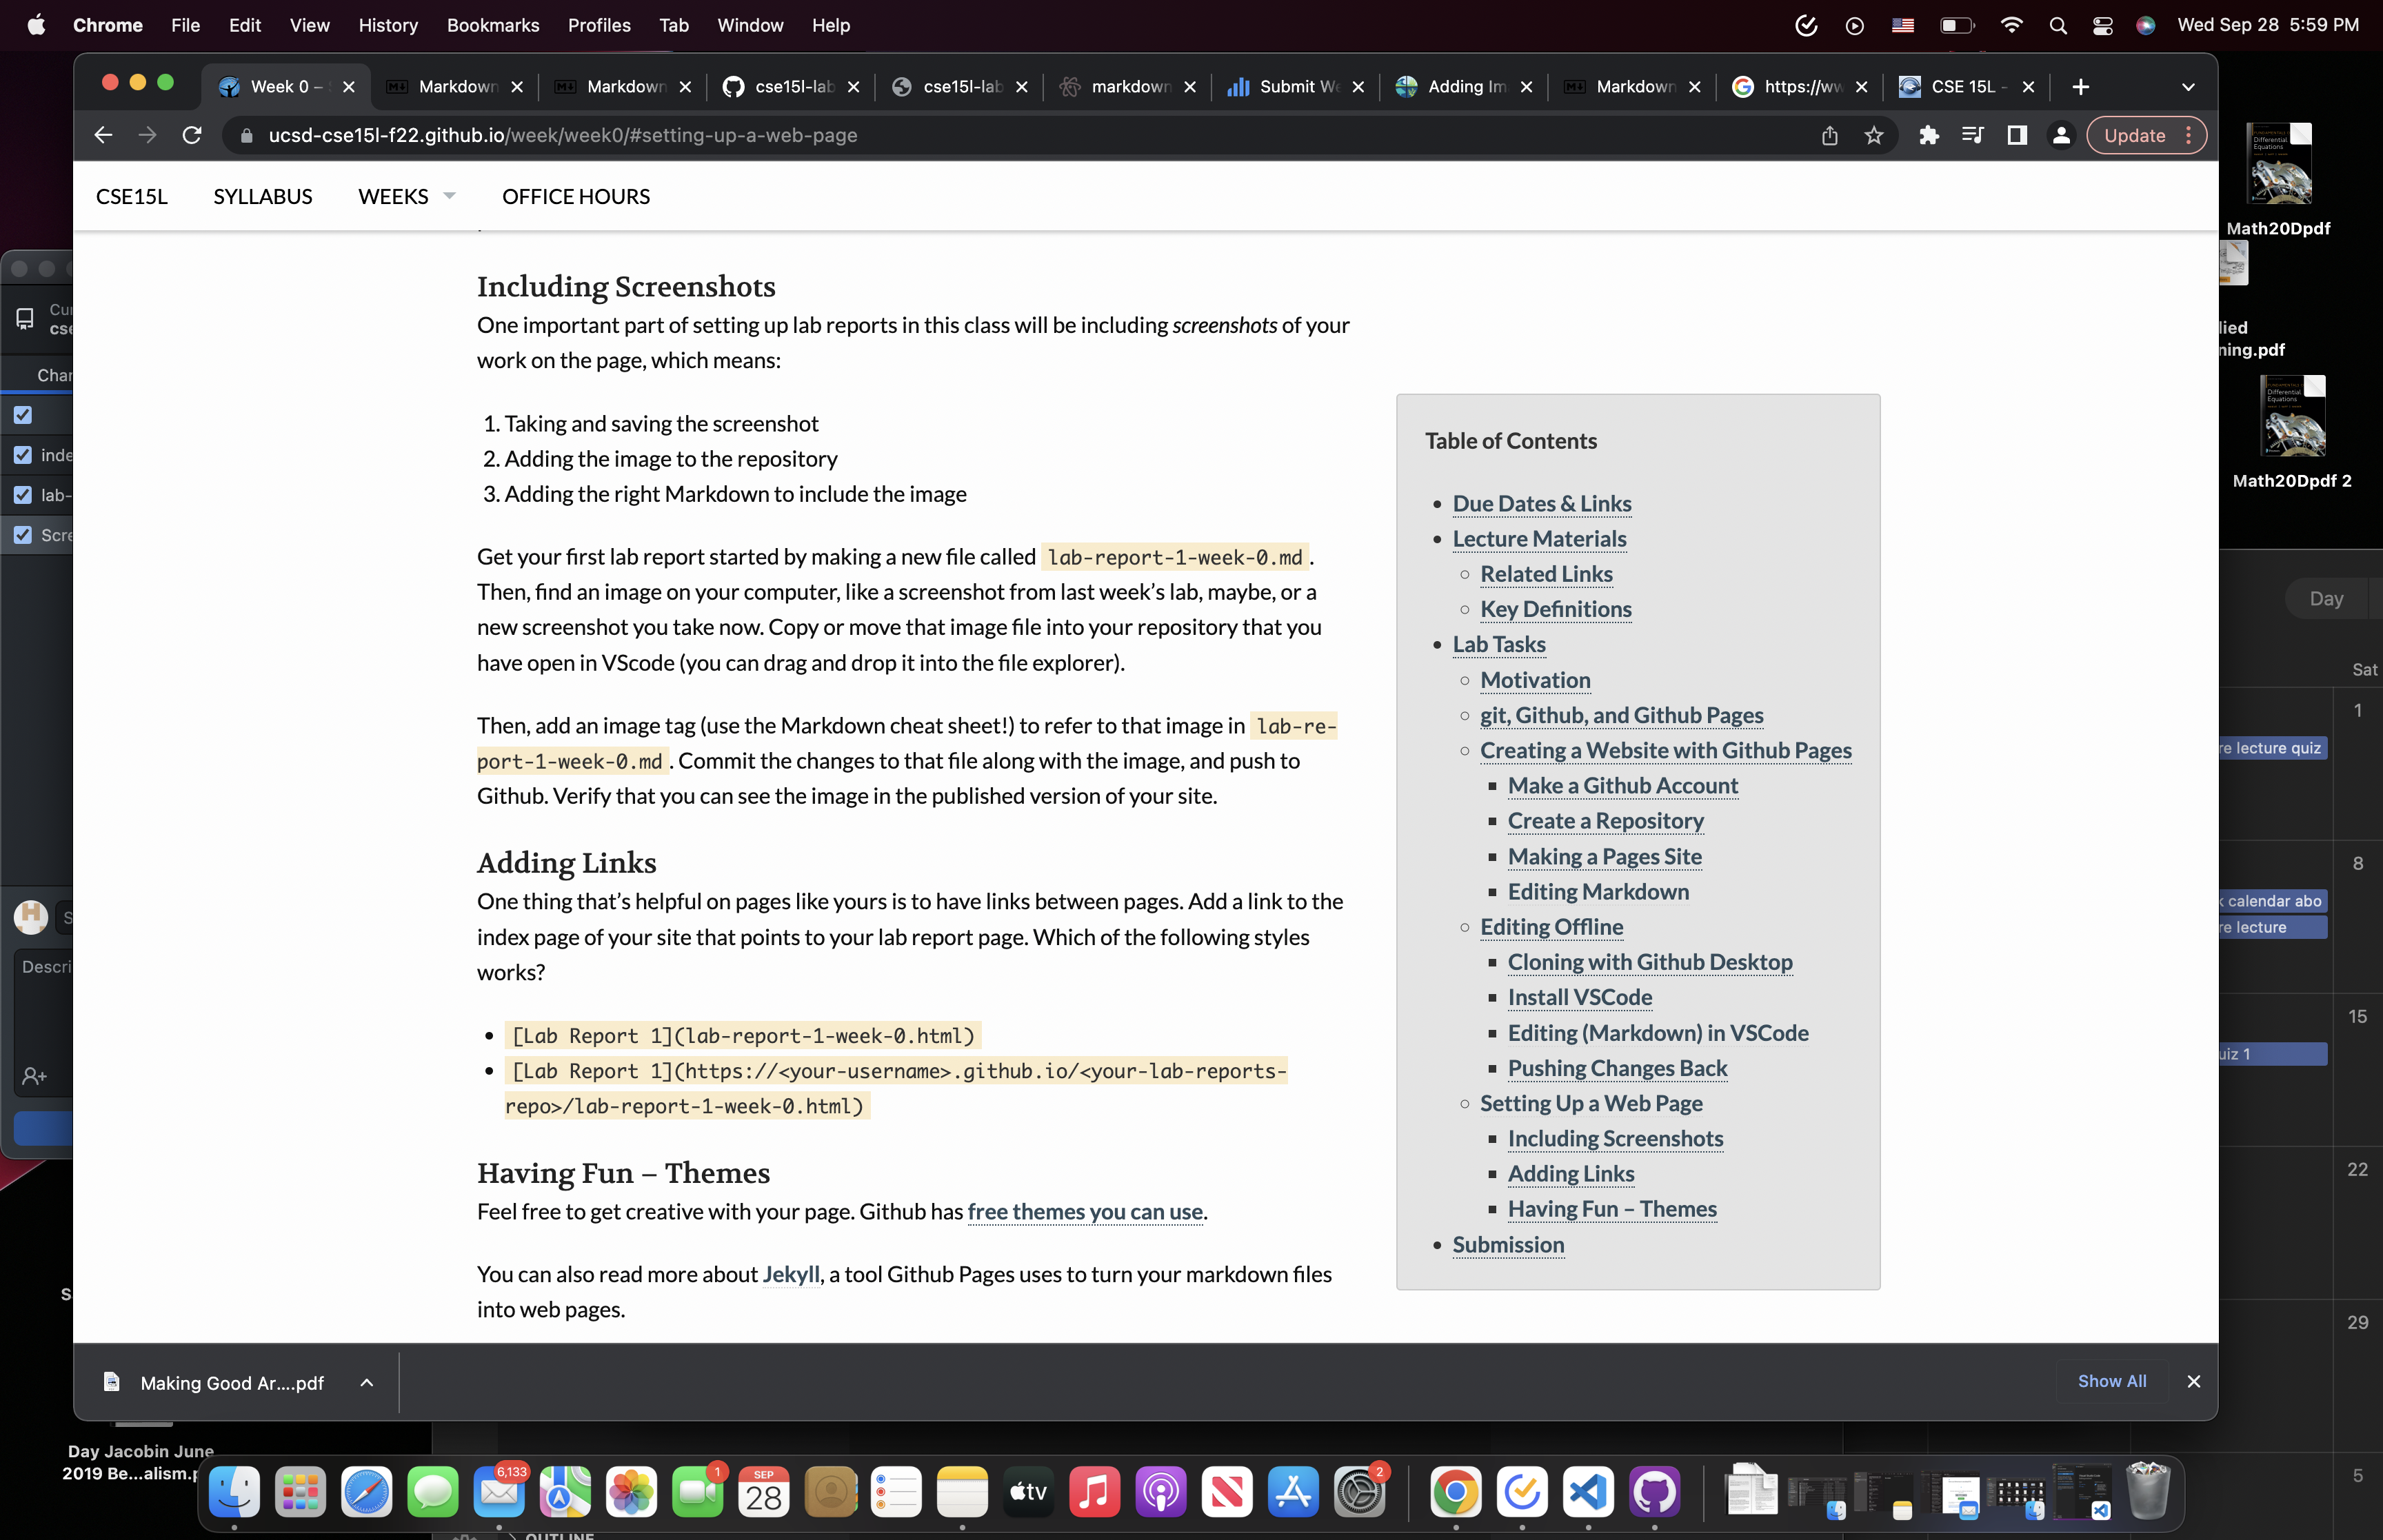 Chrome File Edit View History Bookmarks Profiles Tab Window Help Wed Sep 28 5:59 PM
Week 0 – Markdown Markdown cse15l-lab cse15l-lab markdown Submit We Adding Im Markdown https://ww CSE 15L -
ucsd-cse15l-f22.github.io/week/week0/#setting-up-a-web-page Update
CSE15L SYLLABUS WEEKS OFFICE HOURS
Including Screenshots
One important part of setting up lab reports in this class will be including screenshots of your
work on the page, which means:
1. Taking and saving the screenshot
2. Adding the image to the repository
3. Adding the right Markdown to include the image
Get your first lab report started by making a new file called lab-report-1-week-0.md.
Then, find an image on your computer, like a screenshot from last week's lab, maybe, or a
new screenshot you take now. Copy or move that image file into your repository that you
have open in VScode (you can drag and drop it into the file explorer).
Then, add an image tag (use the Markdown cheat sheet!) to refer to that image in lab-re-
port-1-week-0.md. Commit the changes to that file along with the image, and push to
Github. Verify that you can see the image in the published version of your site.
Adding Links
One thing that's helpful on pages like yours is to have links between pages. Add a link to the
index page of your site that points to your lab report page. Which of the following styles
works?
[Lab Report 1](lab-report-1-week-0.html)
[Lab Report 1](https://<your-username>.github.io/<your-lab-reports-
repo>/lab-report-1-week-0.html)
Having Fun – Themes
Feel free to get creative with your page. Github has free themes you can use.
You can also read more about Jekyll, a tool Github Pages uses to turn your markdown files
into web pages.
Table of Contents
Due Dates & Links
Lecture Materials
Related Links
Key Definitions
Lab Tasks
Motivation
git, Github, and Github Pages
Creating a Website with Github Pages
Make a Github Account
Create a Repository
Making a Pages Site
Editing Markdown
Editing Offline
Cloning with Github Desktop
Install VSCode
Editing (Markdown) in VSCode
Pushing Changes Back
Setting Up a Web Page
Including Screenshots
Adding Links
Having Fun – Themes
Submission
Making Good Ar....pdf Show All
Cur
cse
Char
inde
lab-
Scre
S
Descri
Math20Dpdf
lied
ning.pdf
Math20Dpdf 2
Day
Sat
1
re lecture quiz
8
k calendar abo
re lecture
15
uiz 1
22
29
5
S
Day Jacobin June
2019 Be...alism.p
6,133
1
SEP
28
tv
2
OUTLINE